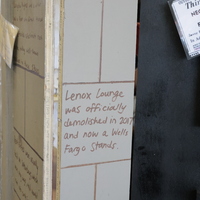 Lenox Lounge
was officially
demolished in 2017
and now a Wells
Fargo Stands.